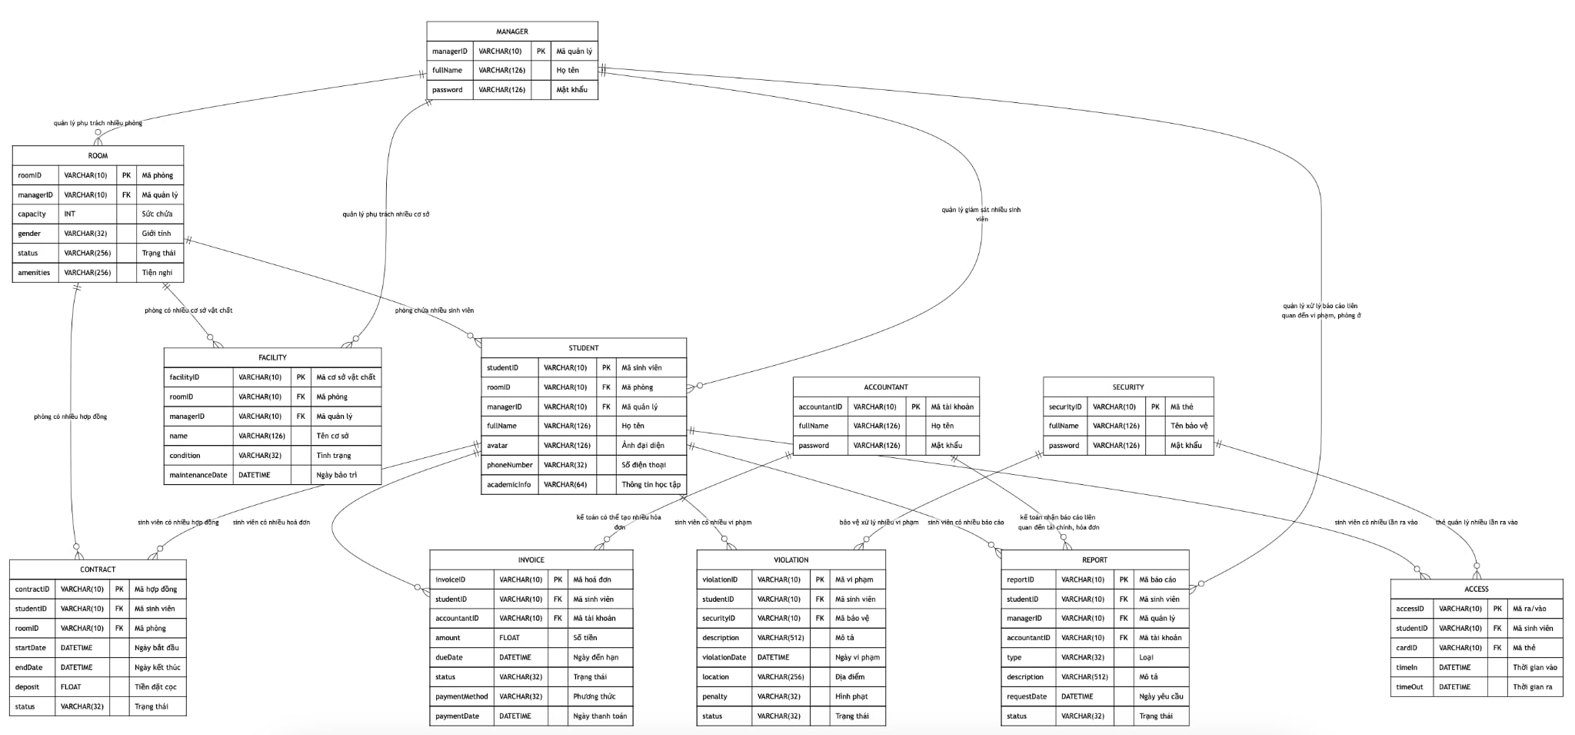 MANAGER
managerID VARCHAR(10) PK Mã quản lý
fullName VARCHAR(126) Họ tên
password VARCHAR(126) Mật khẩu
quản lý phụ trách nhiều phòng
ROOM
roomID VARCHAR(10) PK Mã phòng
managerID VARCHAR(10) FK Mã quản lý
capacity INT Sức chứa
gender VARCHAR(32) Giới tính
status VARCHAR(256) Trạng thái
amenities VARCHAR(256) Tiện nghi
quản lý phụ trách nhiều cơ sở
quản lý giám sát nhiều sinh
viên
quản lý xử lý báo cáo liên
quan đến vi phạm, phòng ở
phòng có nhiều cơ sở vật chất
phòng chứa nhiều sinh viên
FACILITY
facilityID VARCHAR(10) PK Mã cơ sở vật chất
roomID VARCHAR(10) FK Mã phòng
managerID VARCHAR(10) FK Mã quản lý
name VARCHAR(126) Tên cơ sở
condition VARCHAR(32) Tình trạng
maintenanceDate DATETIME Ngày bảo trì
STUDENT
studentID VARCHAR(10) PK Mã sinh viên
roomID VARCHAR(10) FK Mã phòng
managerID VARCHAR(10) FK Mã quản lý
fullName VARCHAR(126) Họ tên
avatar VARCHAR(126) Ảnh đại diện
phoneNumber VARCHAR(32) Số điện thoại
academicInfo VARCHAR(64) Thông tin học tập
ACCOUNTANT
accountantID VARCHAR(10) PK Mã tài khoản
fullName VARCHAR(126) Họ tên
password VARCHAR(126) Mật khẩu
SECURITY
securityID VARCHAR(10) PK Mã thẻ
fullName VARCHAR(126) Tên bảo vệ
password VARCHAR(126) Mật khẩu
phòng có nhiều hợp đồng
sinh viên có nhiều hợp đồng
sinh viên có nhiều hoá đơn
kế toán có thể tạo nhiều hóa
đơn
sinh viên có nhiều vi phạm
bảo vệ xử lý nhiều vi phạm
sinh viên có nhiều báo cáo
kế toán nhận báo cáo liên
quan đến tài chính, hóa đơn
sinh viên có nhiều lần ra vào
thẻ quản lý nhiều lần ra vào
CONTRACT
contractID VARCHAR(10) PK Mã hợp đồng
studentID VARCHAR(10) FK Mã sinh viên
roomID VARCHAR(10) FK Mã phòng
startDate DATETIME Ngày bắt đầu
endDate DATETIME Ngày kết thúc
deposit FLOAT Tiền đặt cọc
status VARCHAR(32) Trạng thái
INVOICE
invoiceID VARCHAR(10) PK Mã hoá đơn
studentID VARCHAR(10) FK Mã sinh viên
accountantID VARCHAR(10) FK Mã tài khoản
amount FLOAT Số tiền
dueDate DATETIME Ngày đến hạn
status VARCHAR(32) Trạng thái
paymentMethod VARCHAR(32) Phương thức
paymentDate DATETIME Ngày thanh toán
VIOLATION
violationID VARCHAR(10) PK Mã vi phạm
studentID VARCHAR(10) FK Mã sinh viên
securityID VARCHAR(10) FK Mã bảo vệ
description VARCHAR(512) Mô tả
violationDate DATETIME Ngày vi phạm
location VARCHAR(256) Địa điểm
penalty VARCHAR(32) Hình phạt
status VARCHAR(32) Trạng thái
REPORT
reportID VARCHAR(10) PK Mã báo cáo
studentID VARCHAR(10) FK Mã sinh viên
managerID VARCHAR(10) FK Mã quản lý
accountantID VARCHAR(10) FK Mã tài khoản
type VARCHAR(32) Loại
description VARCHAR(512) Mô tả
requestDate DATETIME Ngày yêu cầu
status VARCHAR(32) Trạng thái
ACCESS
accessID VARCHAR(10) PK Mã ra/vào
studentID VARCHAR(10) FK Mã sinh viên
cardID VARCHAR(10) FK Mã thẻ
timeIn DATETIME Thời gian vào
timeOut DATETIME Thời gian ra